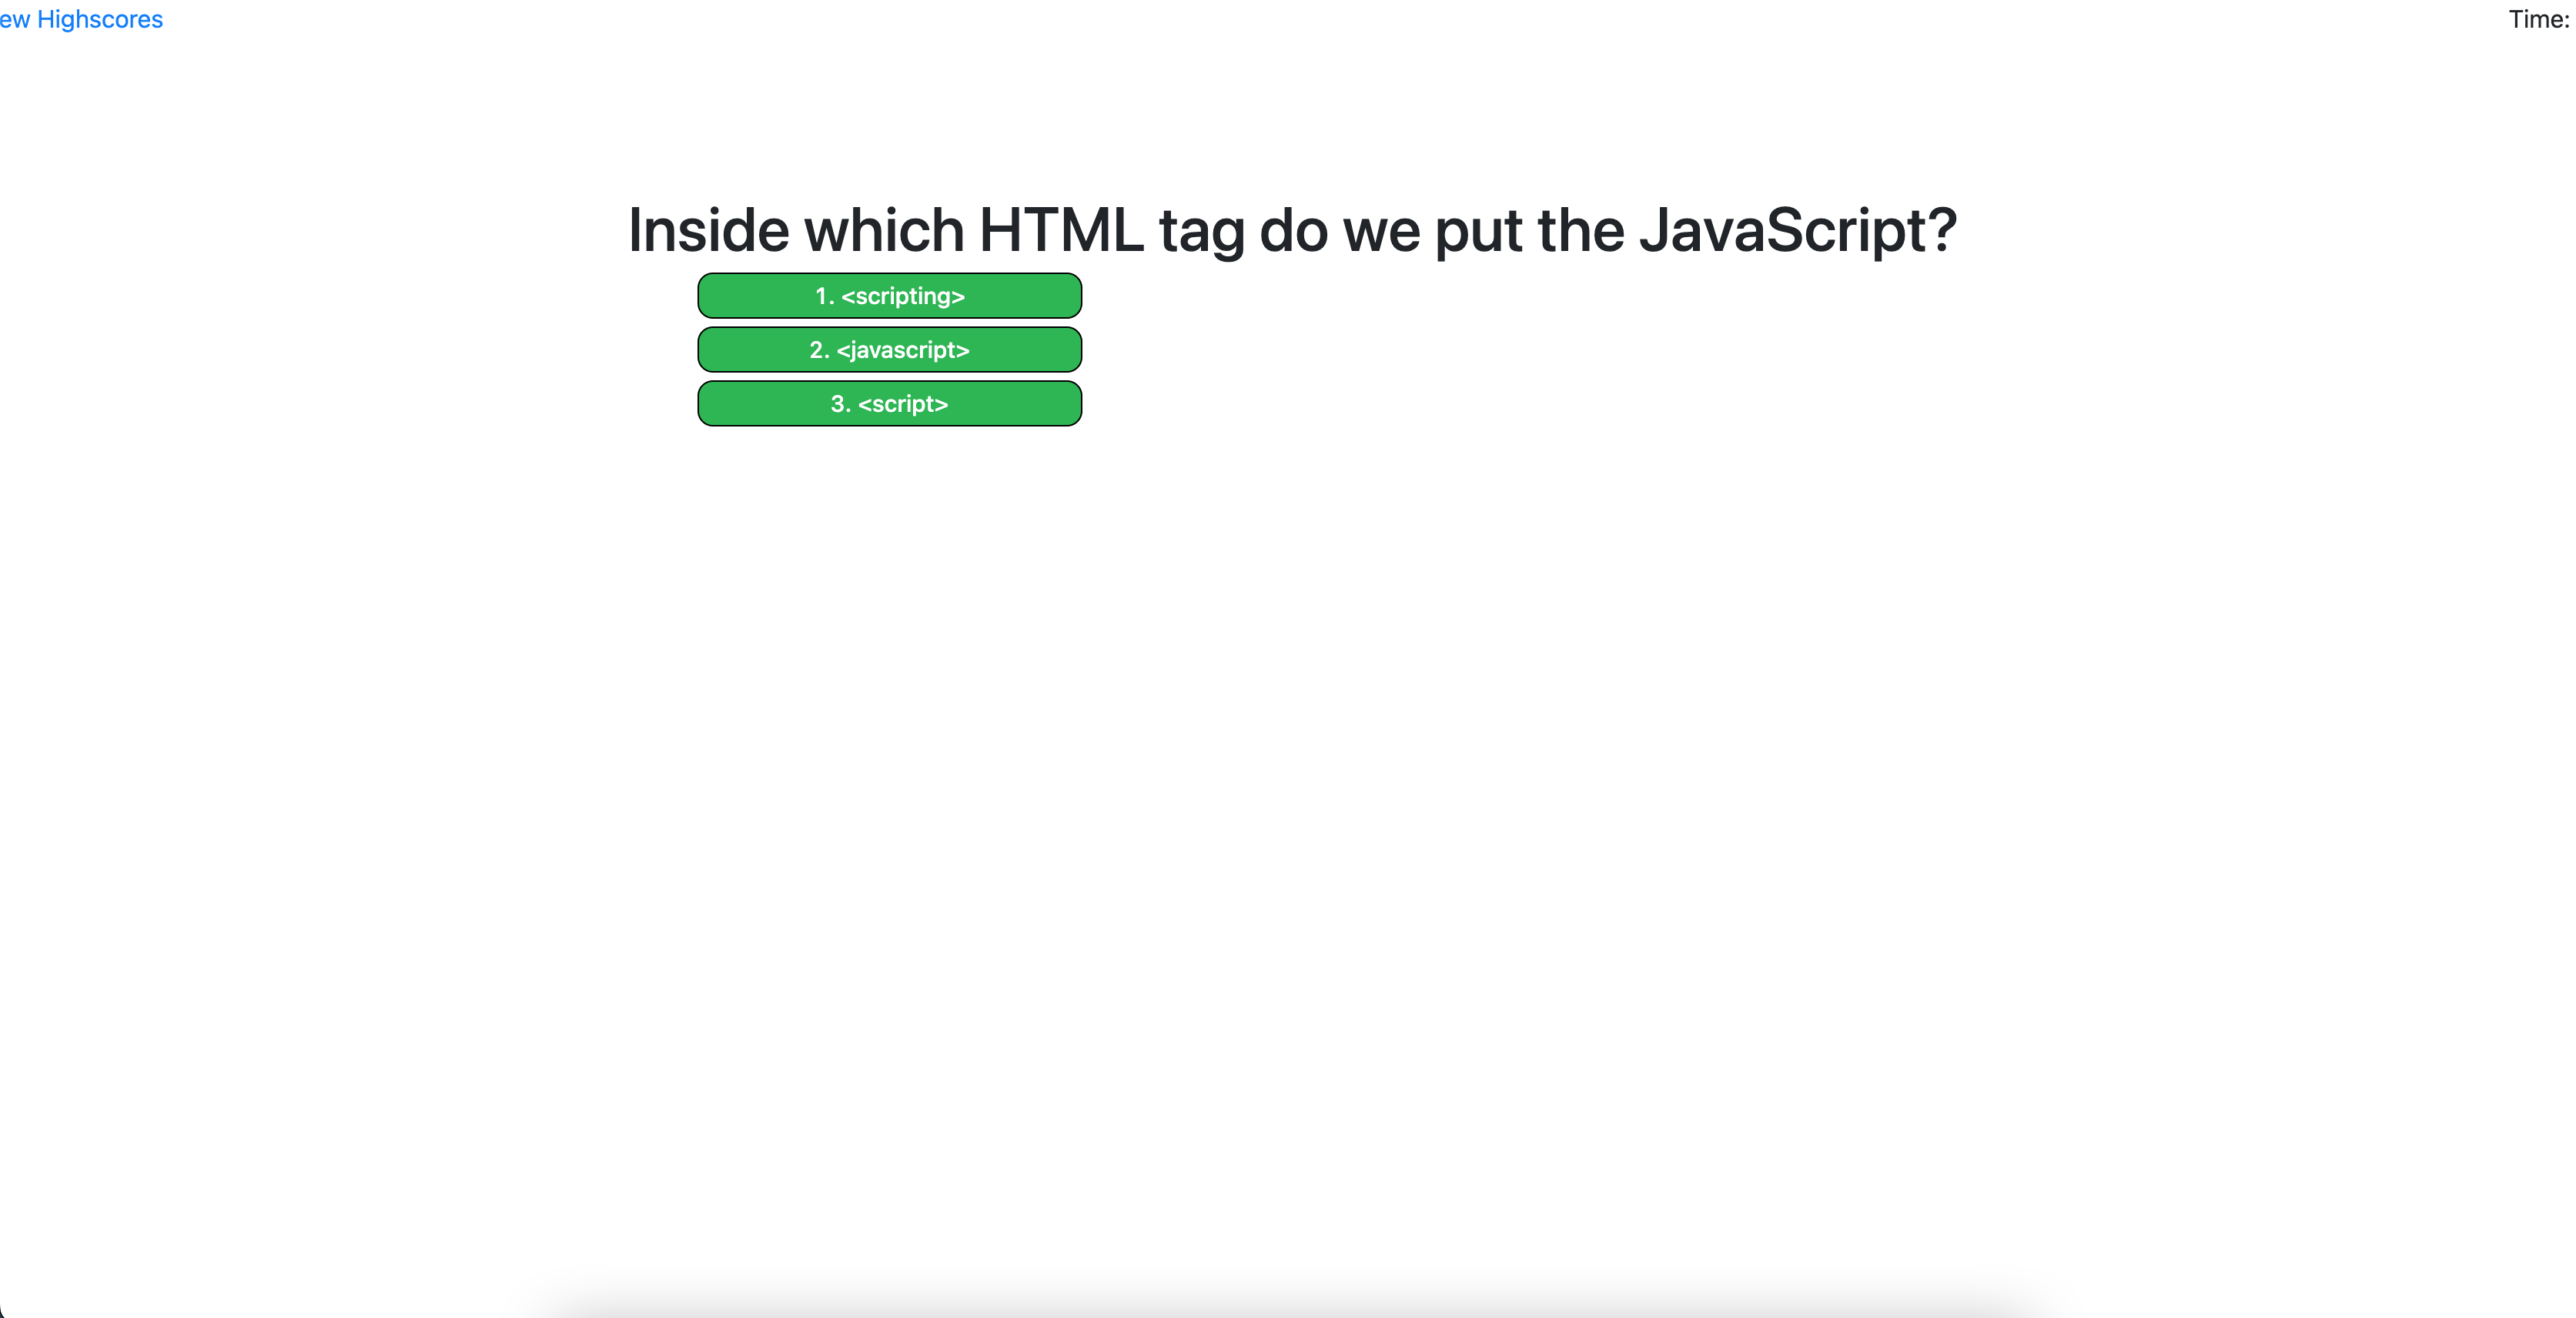 ew Highscores
Time:
Inside which HTML tag do we put the JavaScript?
1. <scripting>
2. <javascript>
3. <script>